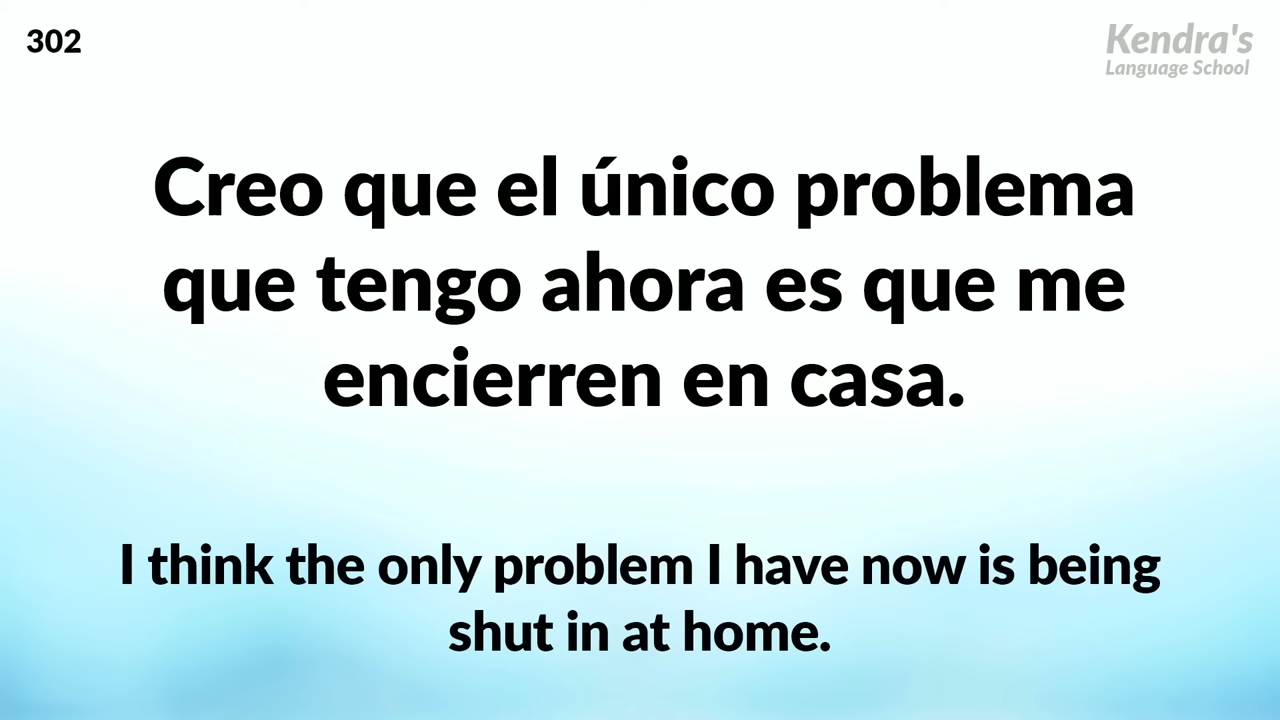 302
Kendra's
Language School
Creo que el único problema
que tengo ahora es que me
encierren en casa.
I think the only problem I have now is being
shut in at home.